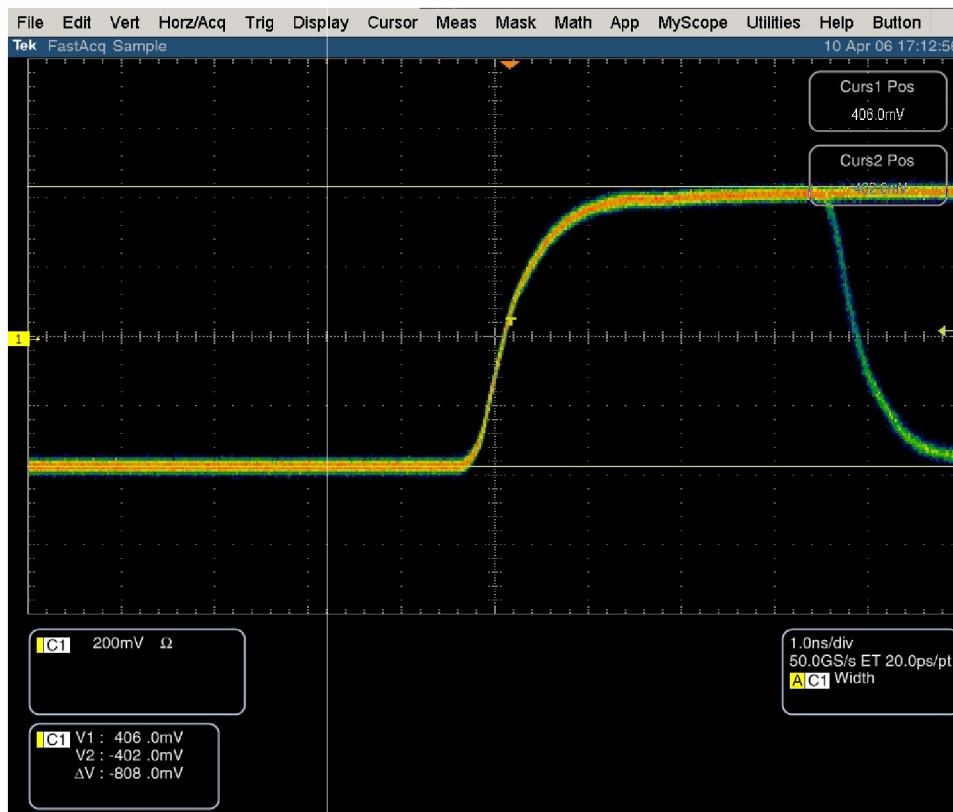 File Edit Vert Horz/Acq Trig Display Cursor Meas Mask Math App MyScope Utilities Help Button
Tek FastAcq Sample 10 Apr 06 17:12:56
Curs1 Pos
406.0mV
Curs2 Pos
1
C1 200mV Ω
1.0ns/div
50.0GS/s ET 20.0ps/pt
A C1 Width
C1 V1 : 406 .0mV
V2 : -402 .0mV
ΔV : -808 .0mV